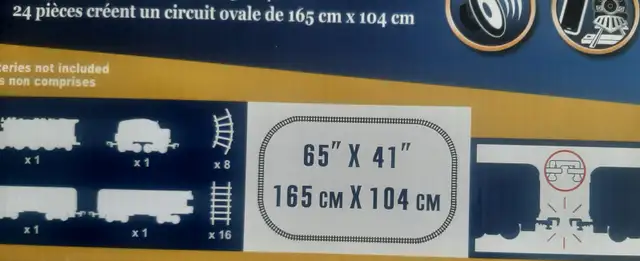 24 pièces créent un circuit ovale de 165 cm x 104 cm
teries not included
s non comprises
x 1
x 1
x 8
x 1
x 1
x 16
65" X 41"
165 CM X 104 CM